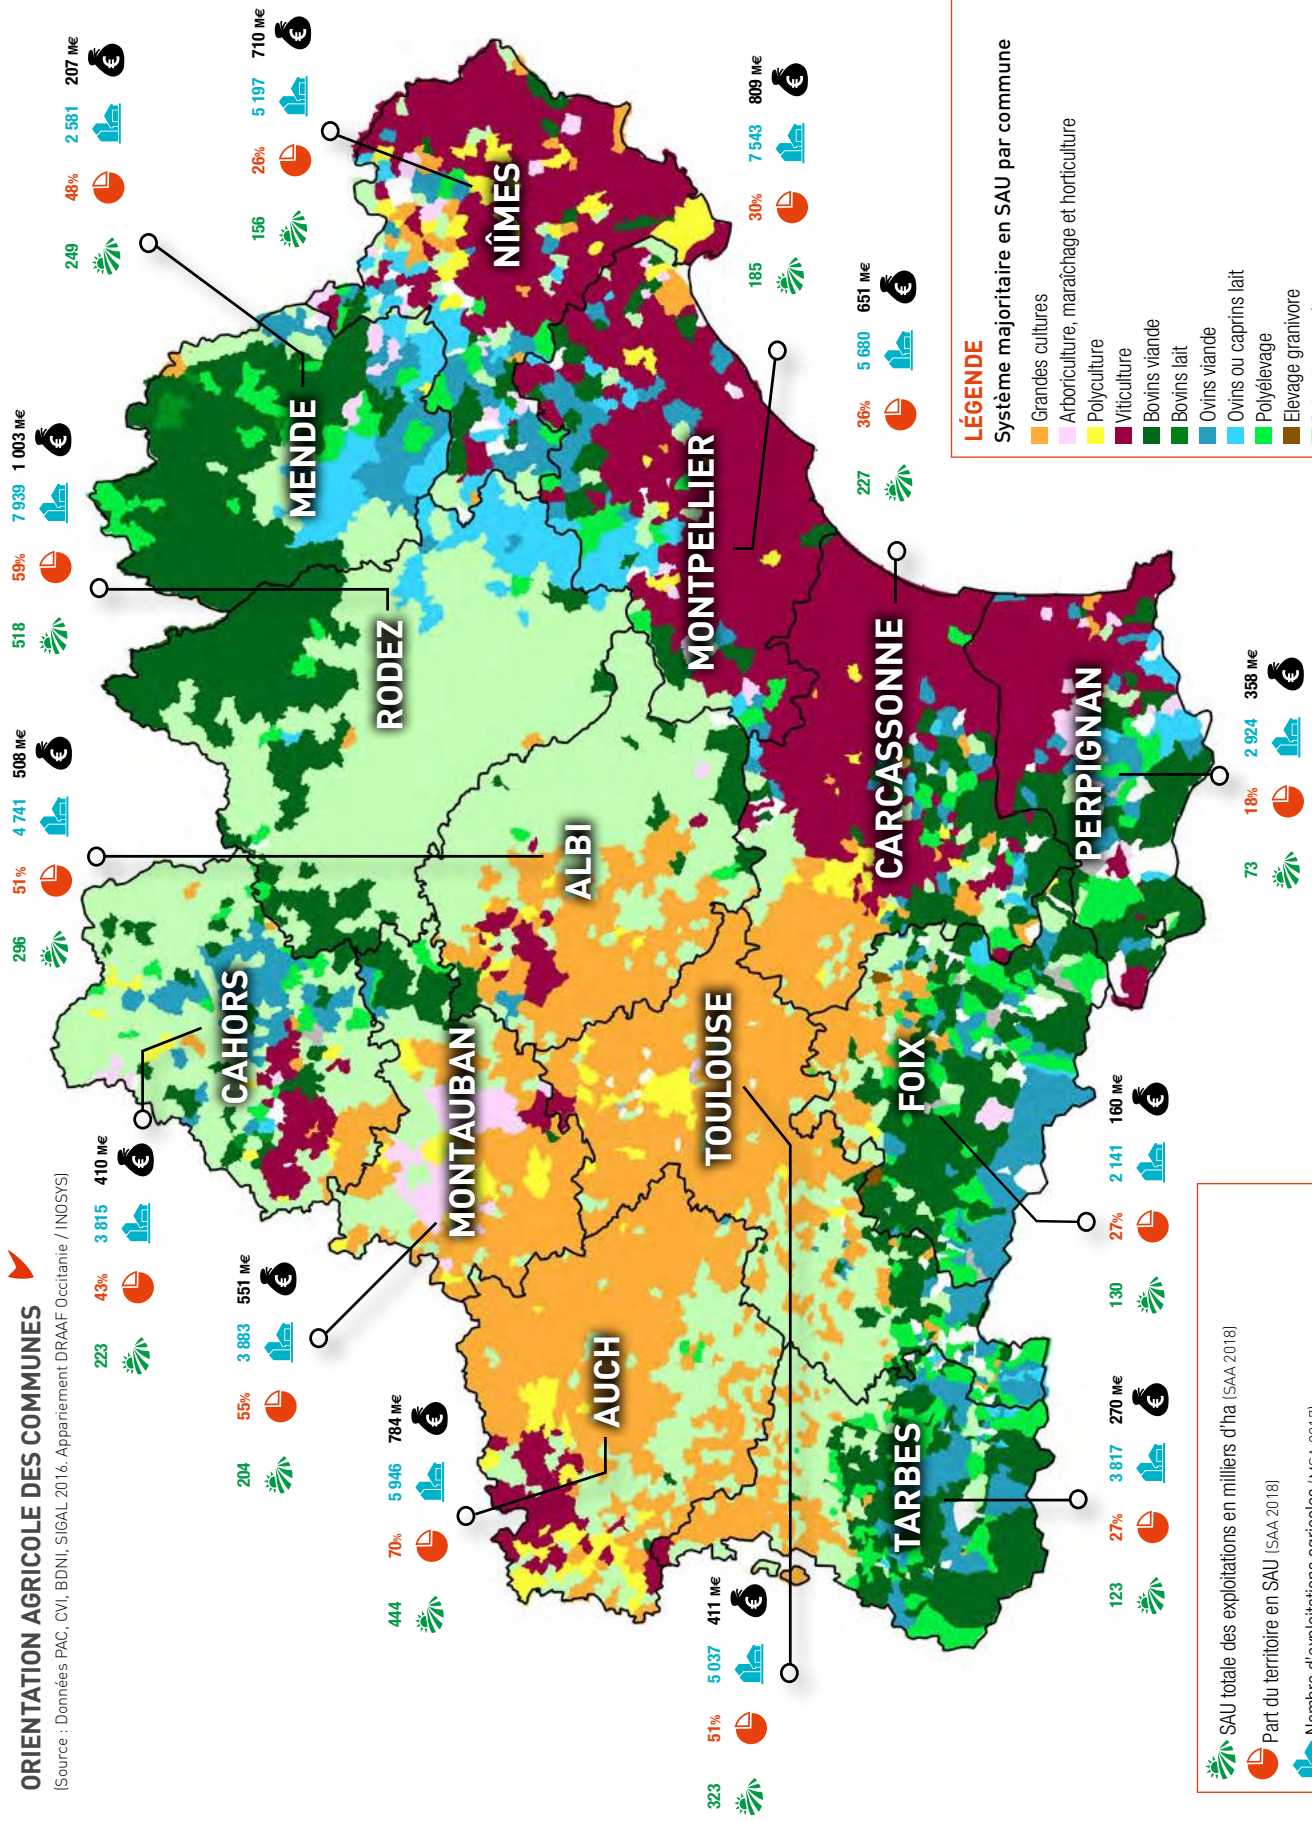 ORIENTATION AGRICOLE DES COMMUNES
(Source : Données PAC, CVI, BDNI, SIGAL 2016. Appariement DRAAF Occitanie / INOSYS)
223 43% 3 815 410 M€
296 51% 4 741 508 M€
518 59% 7 939 1 003 M€
249 48% 2 581 207 M€
156 26% 5 197 710 M€
204 55% 3 883 551 M€
444 70% 5 946 784 M€
323 51% 5 037 411 M€
123 27% 3 817 270 M€
130 27% 2 141 160 M€
73 18% 2 924 358 M€
227 36% 5 680 651 M€
185 30% 7 543 809 M€
CAHORS
MENDE
RODEZ
NÎMES
MONTAUBAN
ALBI
AUCH
TOULOUSE
MONTPELLIER
CARCASSONNE
TARBES
FOIX
PERPIGNAN
LÉGENDE
Système majoritaire en SAU par commune
Grandes cultures
Arboriculture, maraîchage et horticulture
Polyculture
Viticulture
Bovins viande
Bovins lait
Ovins viande
Ovins ou caprins lait
Polyélevage
Elevage granivore
SAU totale des exploitations en milliers d'ha (SAA 2018)
Part du territoire en SAU (SAA 2018)
Nombre d'exploitations agricoles